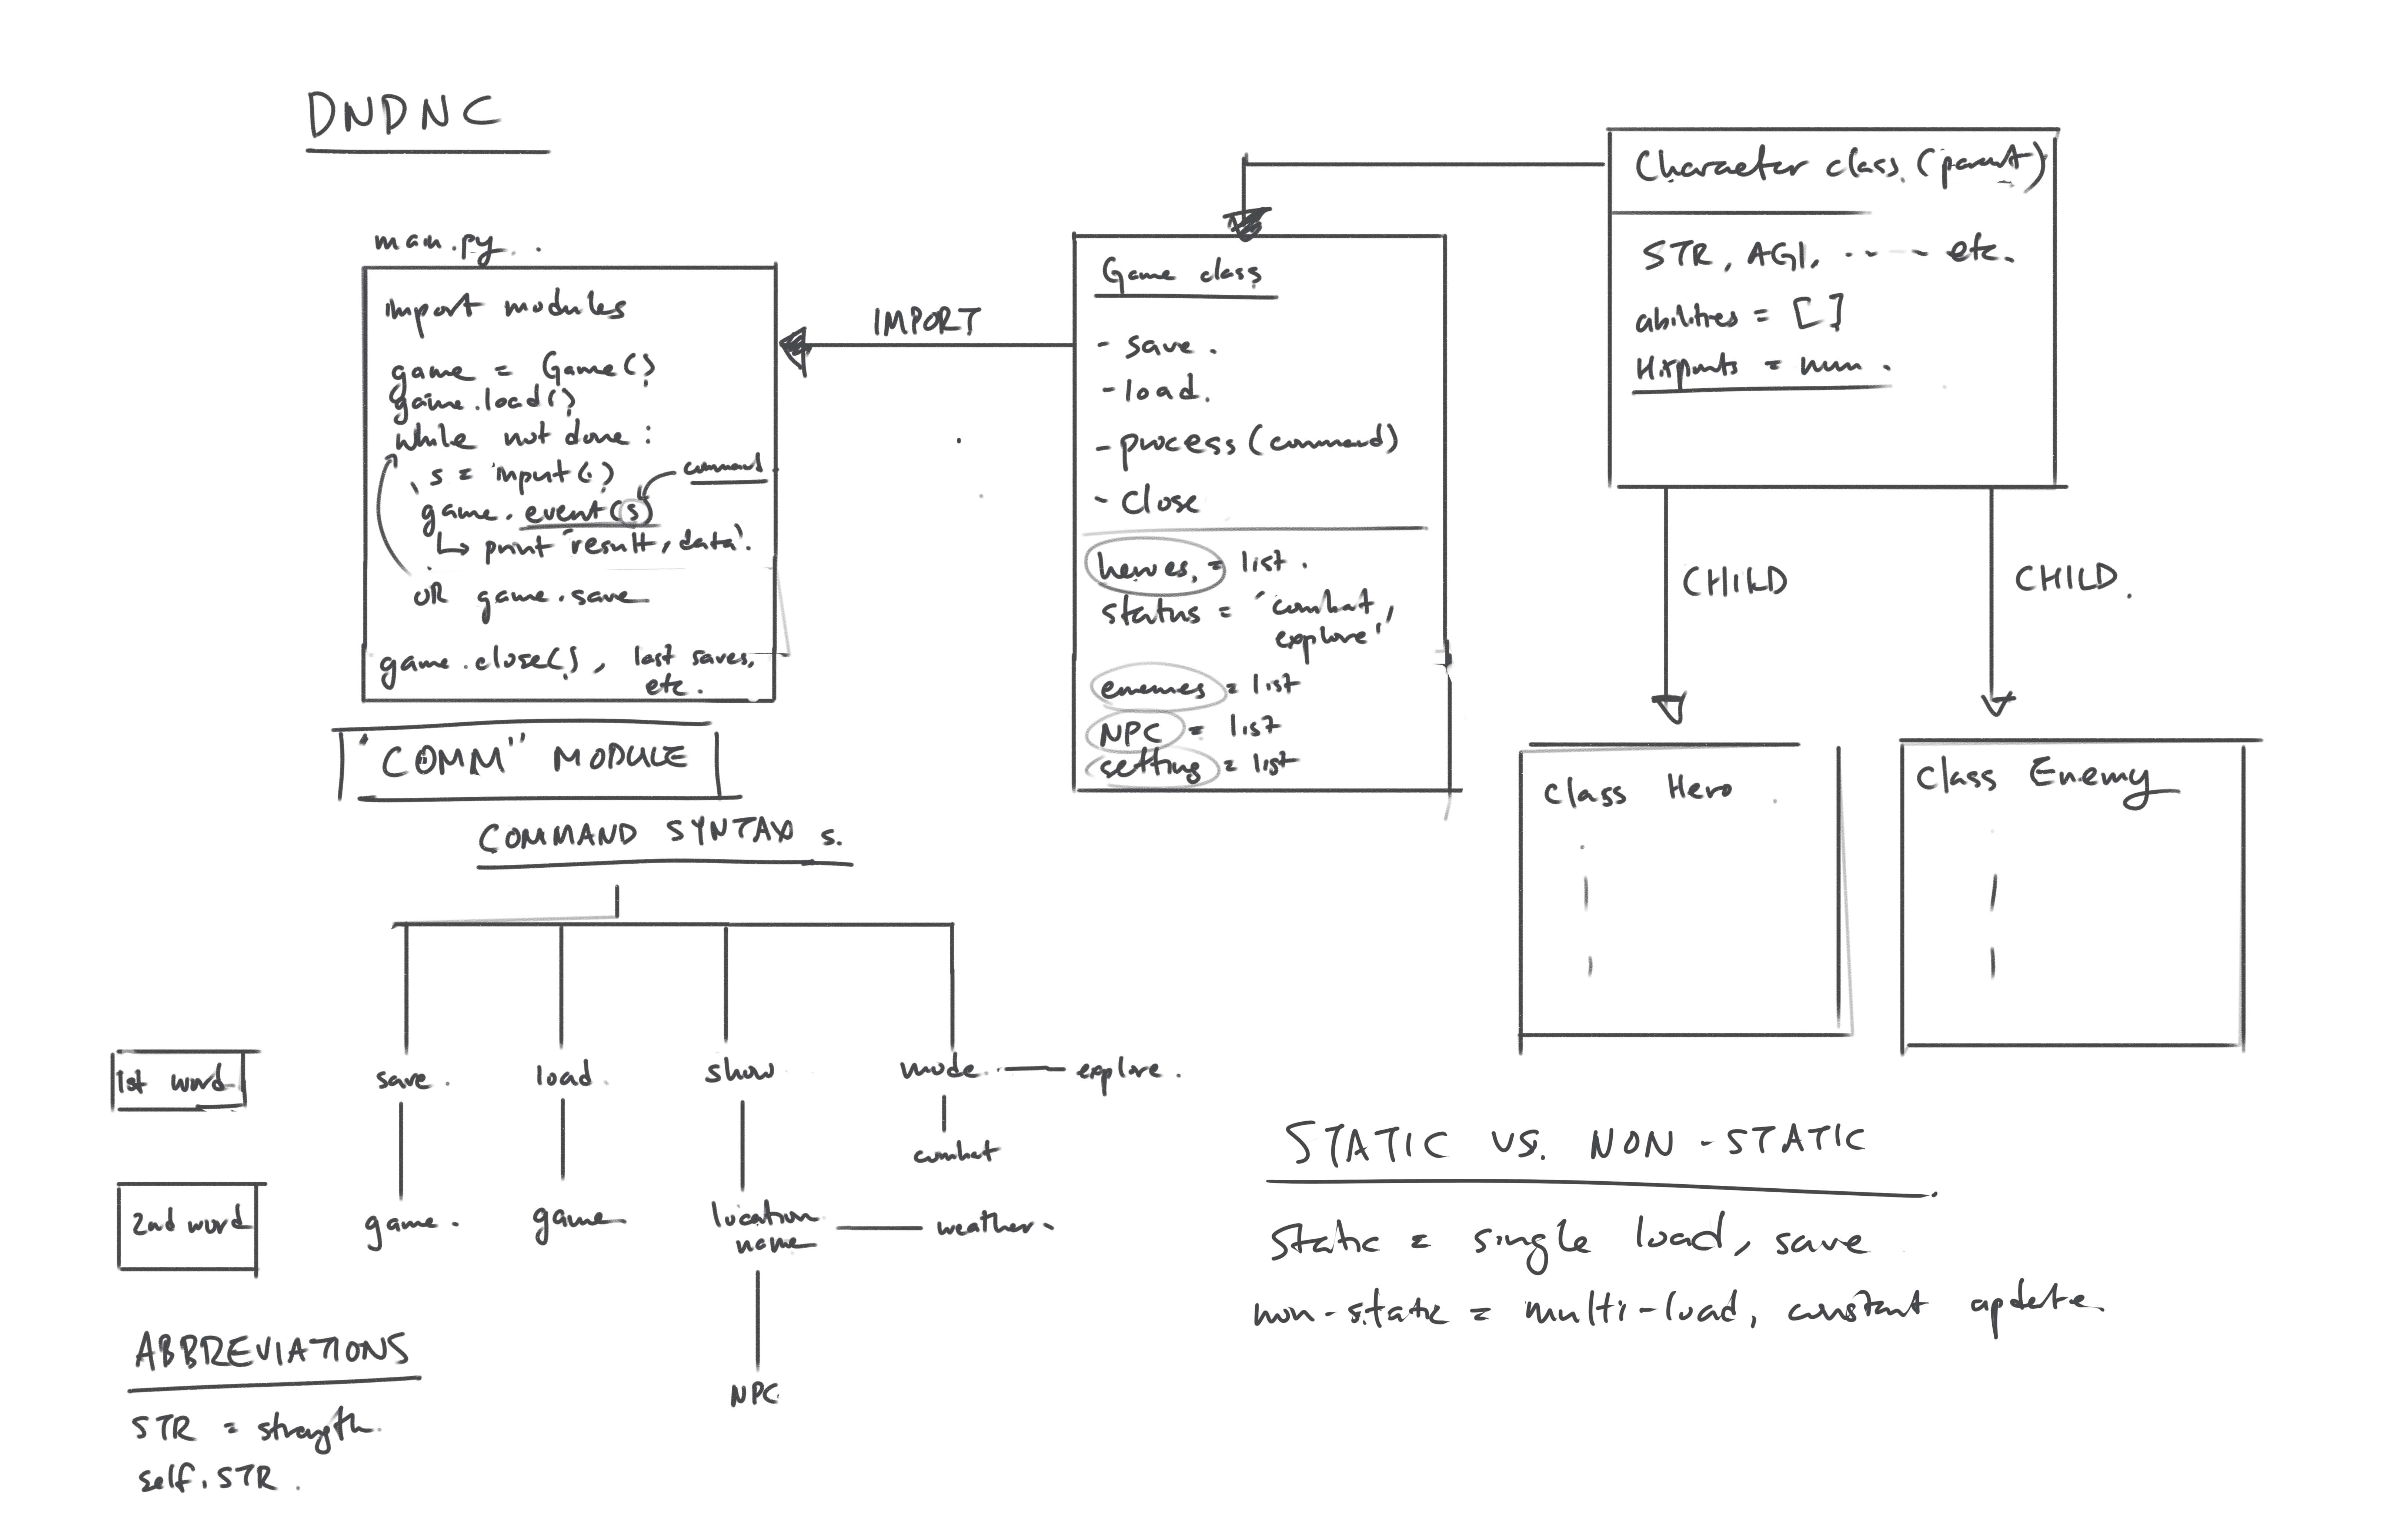 DNDNC
main.py.
import modules
game = Game()
game.load()
while not done:
s = input()
command
game.event(s)
↳ print 'result, data'.
OR game.save
game.close(), last saves,
etc.
IMPORT
Game class
- save.
- load.
- process (command)
- Close
heroes = list.
status = 'combat,
explore'
enemies = list
NPC = list
setting = list
Character class (parent)
STR, AGI, ---- etc.
abilities = []
Hitpoints = num.
CHILD
CHILD.
Class Hero
Class Enemy
"COMM" MODULE
COMMAND SYNTAX s.
1st word
save.
load.
show
mode
explore.
combat
2nd word
game.
game
location
name
weather
NPC
ABBREVIATIONS
STR = strength.
self.STR.
STATIC VS. NON-STATIC
Static = single load, save
non-static = multi-load, constant update